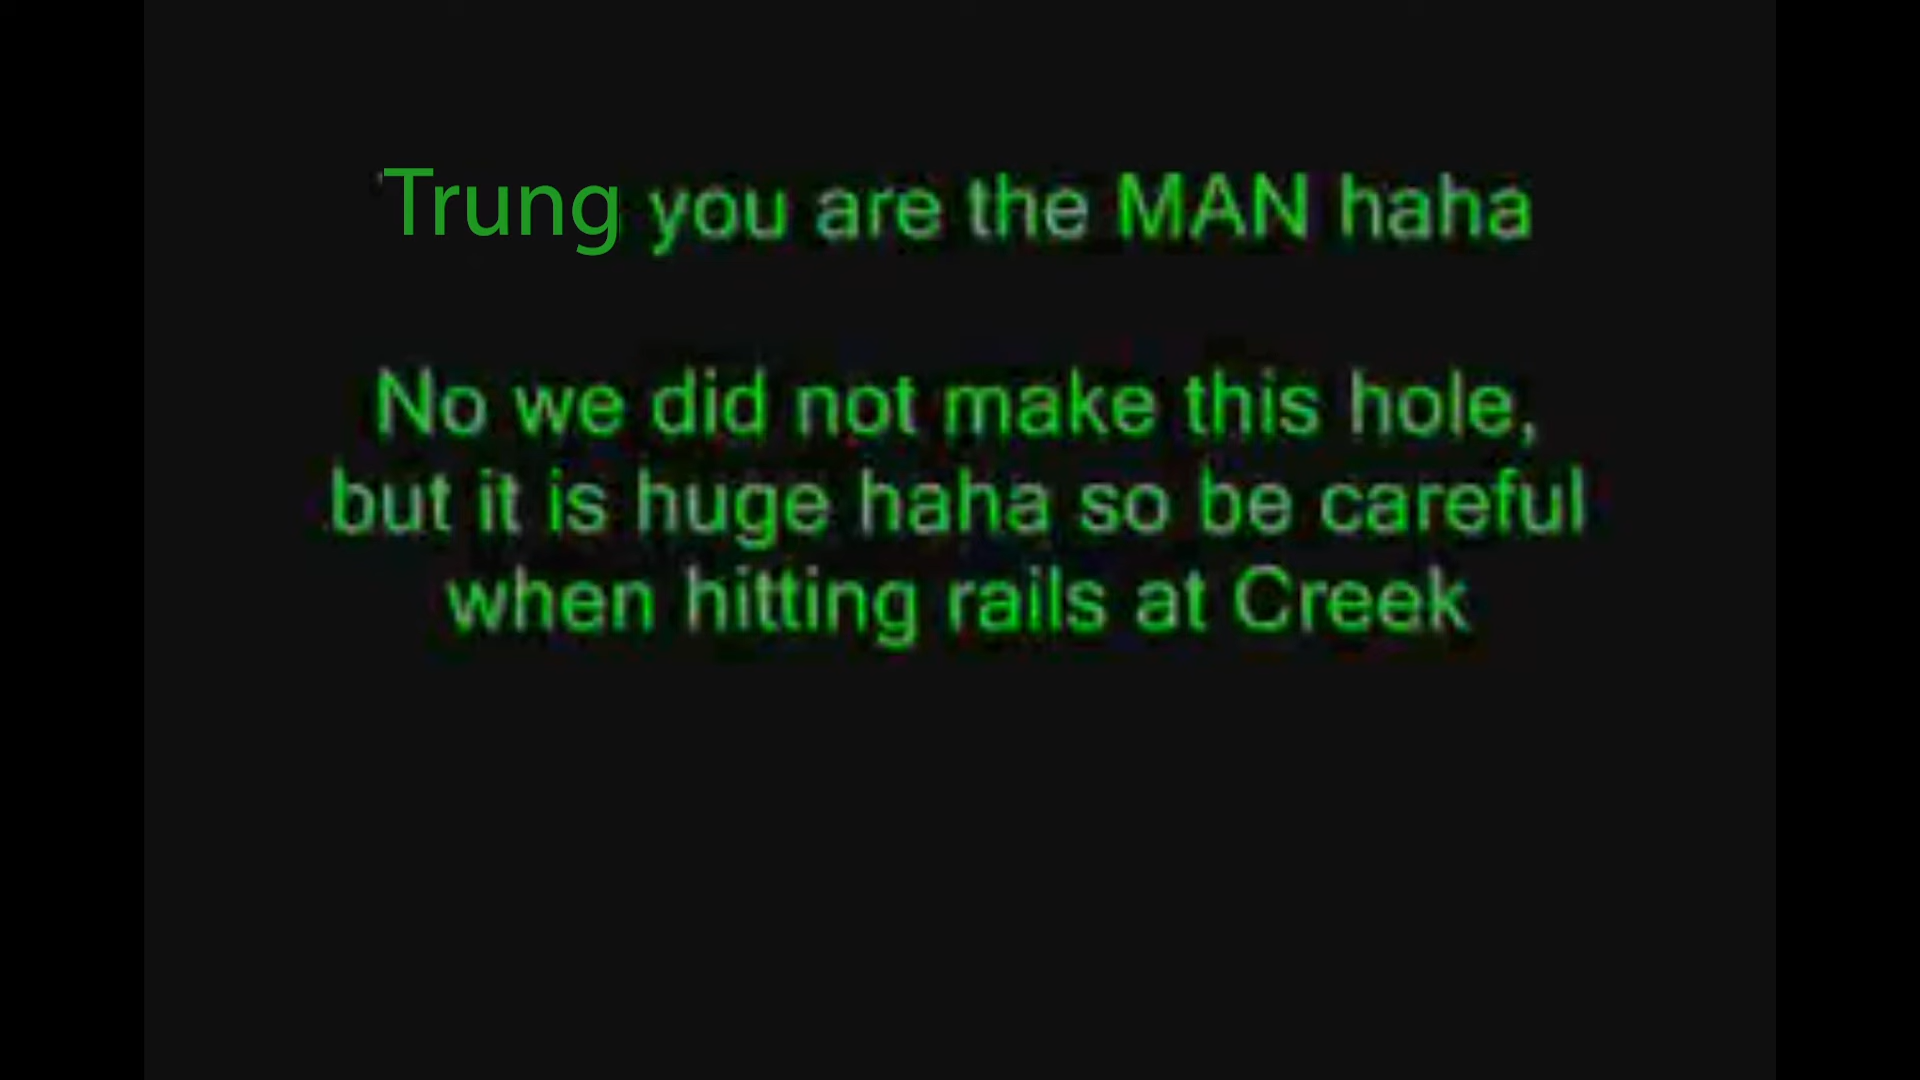 Trung you are the MAN haha
No we did not make this hole,
but it is huge haha so be careful
when hitting rails at Creek